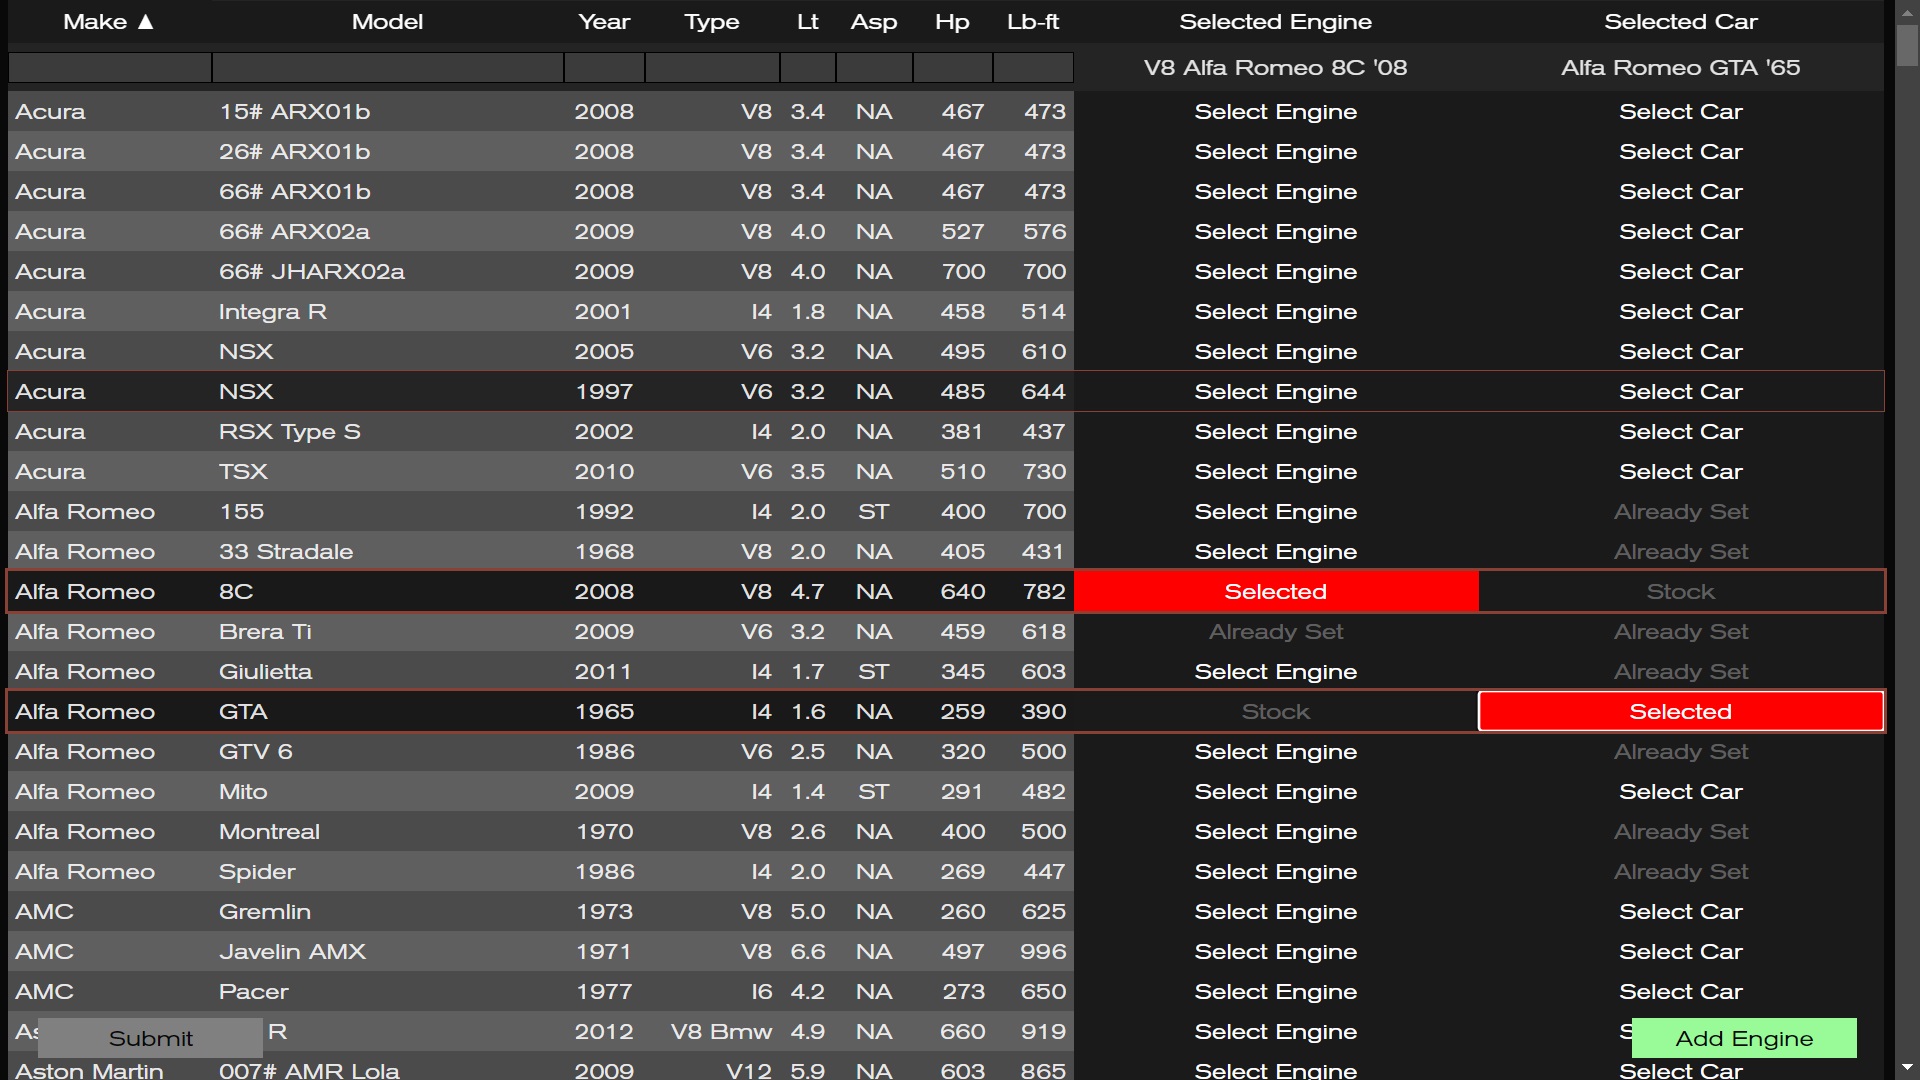 Make ▲ Model Year Type Lt Asp Hp Lb-ft Selected Engine Selected Car
V8 Alfa Romeo 8C '08 Alfa Romeo GTA '65
Acura 15# ARX01b 2008 V8 3.4 NA 467 473 Select Engine Select Car
Acura 26# ARX01b 2008 V8 3.4 NA 467 473 Select Engine Select Car
Acura 66# ARX01b 2008 V8 3.4 NA 467 473 Select Engine Select Car
Acura 66# ARX02a 2009 V8 4.0 NA 527 576 Select Engine Select Car
Acura 66# JHARX02a 2009 V8 4.0 NA 700 700 Select Engine Select Car
Acura Integra R 2001 I4 1.8 NA 458 514 Select Engine Select Car
Acura NSX 2005 V6 3.2 NA 495 610 Select Engine Select Car
Acura NSX 1997 V6 3.2 NA 485 644 Select Engine Select Car
Acura RSX Type S 2002 I4 2.0 NA 381 437 Select Engine Select Car
Acura TSX 2010 V6 3.5 NA 510 730 Select Engine Select Car
Alfa Romeo 155 1992 I4 2.0 ST 400 700 Select Engine Already Set
Alfa Romeo 33 Stradale 1968 V8 2.0 NA 405 431 Select Engine Already Set
Alfa Romeo 8C 2008 V8 4.7 NA 640 782 Selected Stock
Alfa Romeo Brera Ti 2009 V6 3.2 NA 459 618 Already Set Already Set
Alfa Romeo Giulietta 2011 I4 1.7 ST 345 603 Select Engine Already Set
Alfa Romeo GTA 1965 I4 1.6 NA 259 390 Stock Selected
Alfa Romeo GTV 6 1986 V6 2.5 NA 320 500 Select Engine Already Set
Alfa Romeo Mito 2009 I4 1.4 ST 291 482 Select Engine Select Car
Alfa Romeo Montreal 1970 V8 2.6 NA 400 500 Select Engine Already Set
Alfa Romeo Spider 1986 I4 2.0 NA 269 447 Select Engine Already Set
AMC Gremlin 1973 V8 5.0 NA 260 625 Select Engine Select Car
AMC Javelin AMX 1971 V8 6.6 NA 497 996 Select Engine Select Car
AMC Pacer 1977 I6 4.2 NA 273 650 Select Engine Select Car
R 2012 V8 Bmw 4.9 NA 660 919 Select Engine
Submit Add Engine
Aston Martin 007# AMR Lola 2009 V12 5.9 NA 603 865 Select Engine Select Car